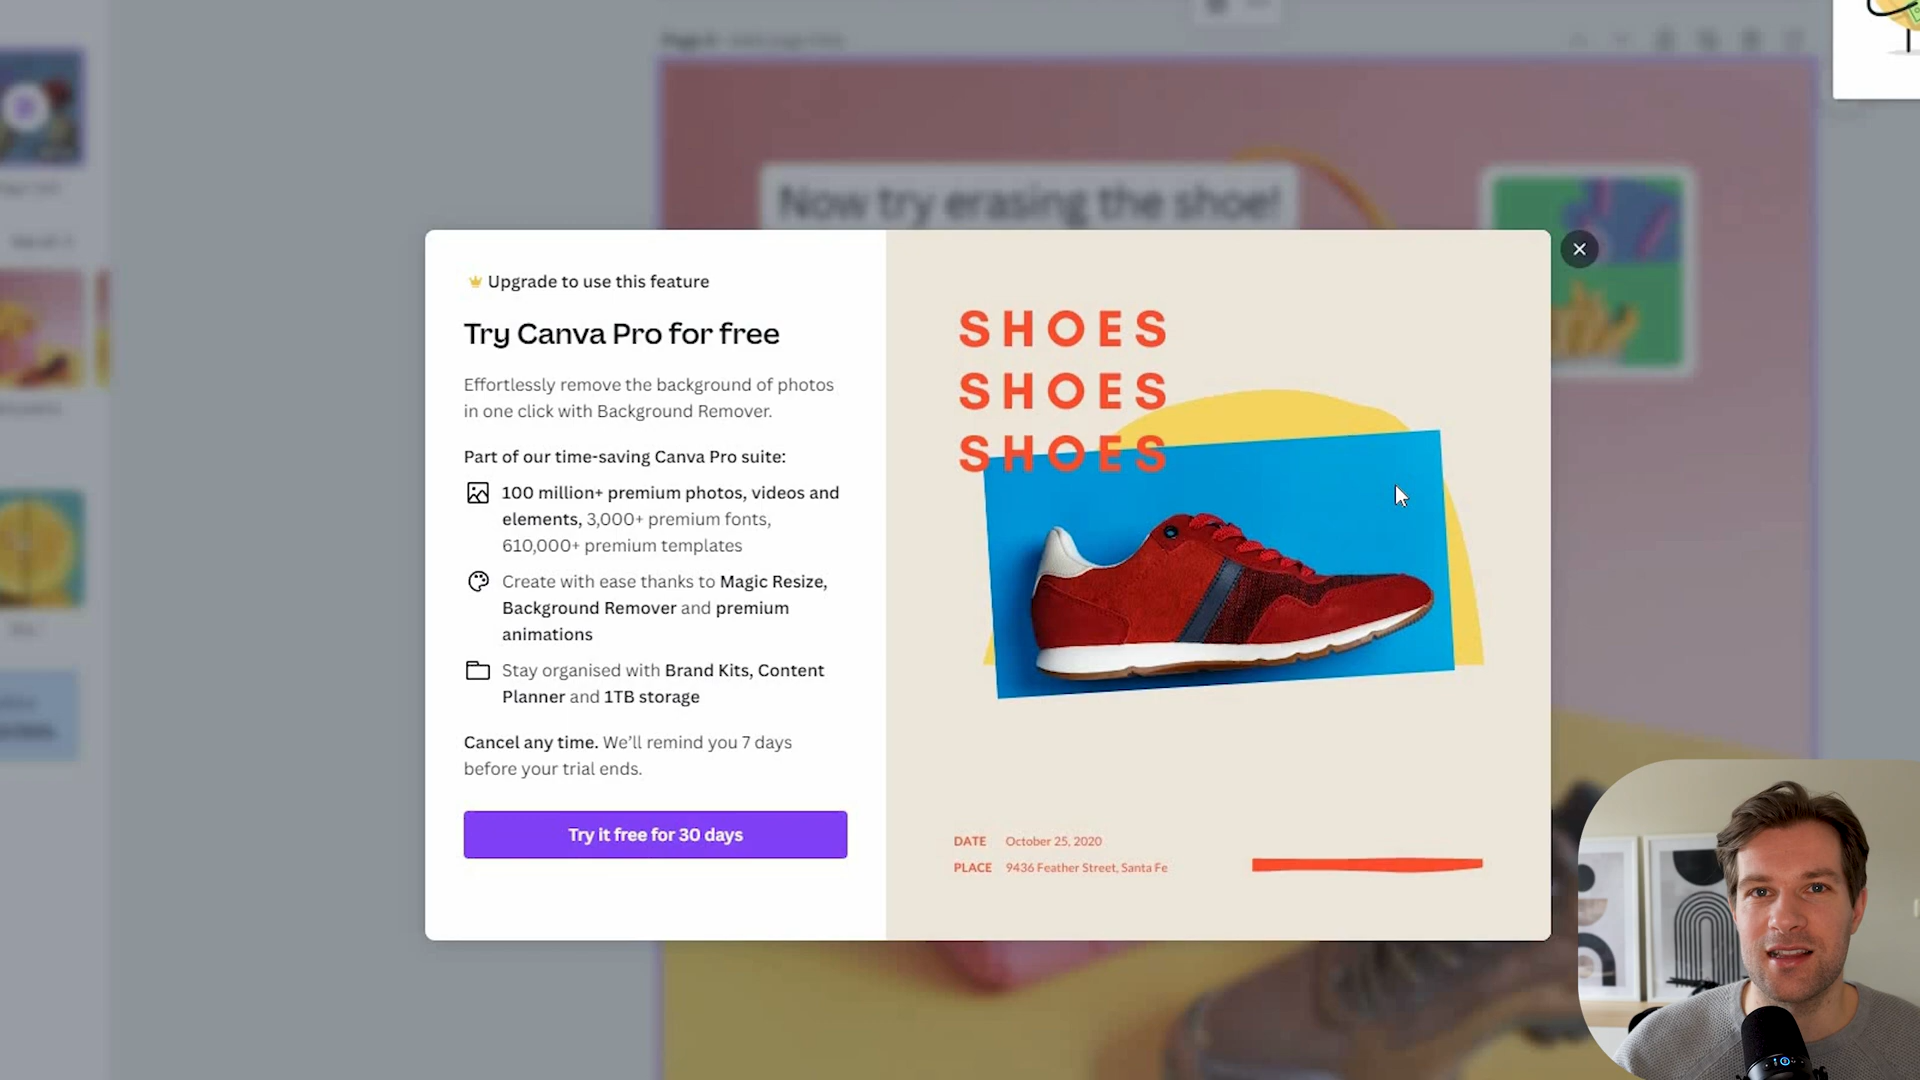 Now try erasing the shoe!
Upgrade to use this feature
Try Canva Pro for free
Effortlessly remove the background of photos
in one click with Background Remover.
Part of our time-saving Canva Pro suite:
100 million+ premium photos, videos and
elements, 3,000+ premium fonts,
610,000+ premium templates
Create with ease thanks to Magic Resize,
Background Remover and premium
animations
Stay organised with Brand Kits, Content
Planner and 1TB storage
Cancel any time. We’ll remind you 7 days
before your trial ends.
Try it free for 30 days
SHOES
SHOES
SHOES
DATE October 25, 2020
PLACE 9436 Feather Street, Santa Fe